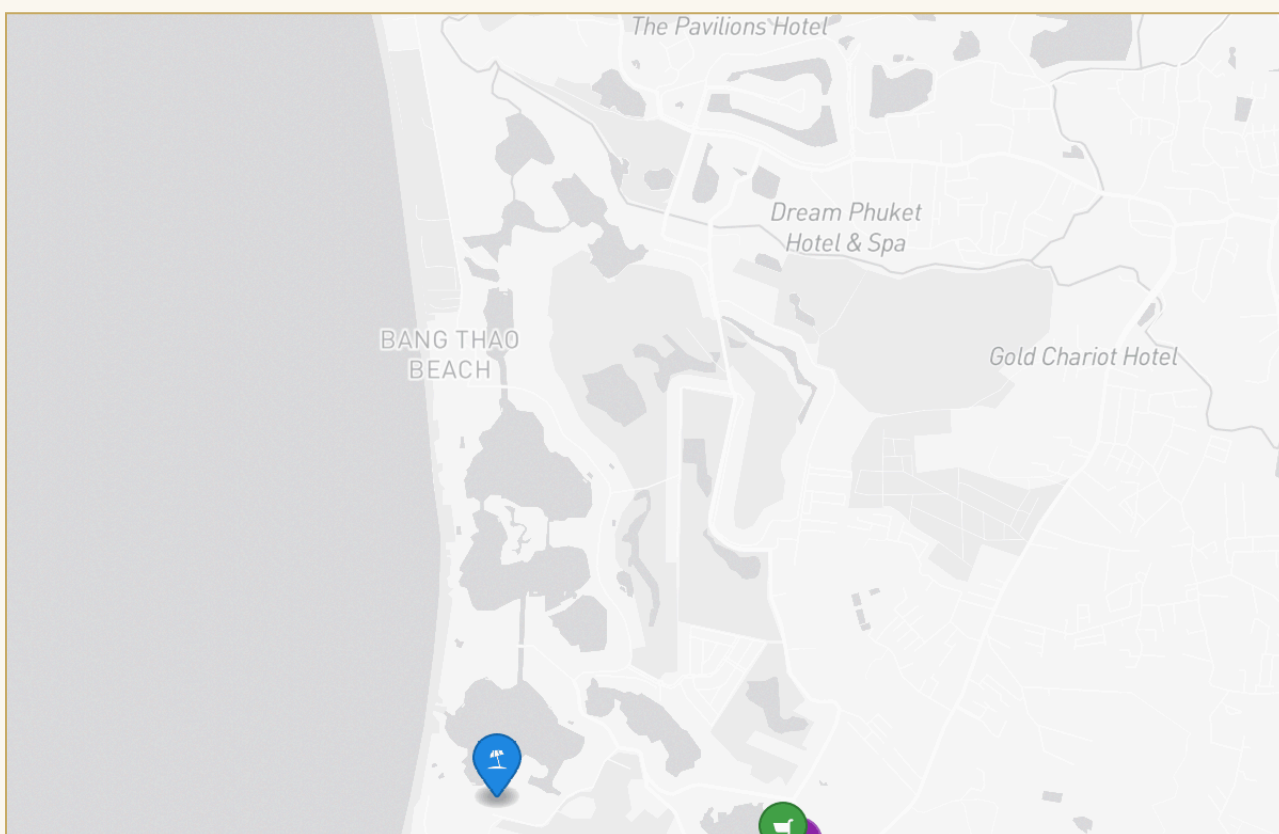 The Pavilions Hotel
Dream Phuket
Hotel & Spa
BANG THAO
BEACH
Gold Chariot Hotel